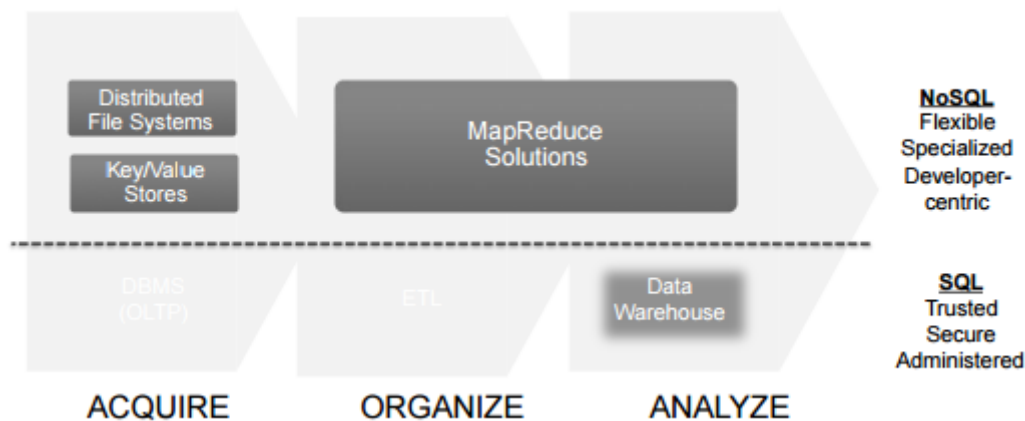 Distributed
File Systems
Key/Value
Stores
MapReduce
Solutions
NoSQL
Flexible
Specialized
Developer-
centric
DBMS
(OLTP)
ETL
Data
Warehouse
SQL
Trusted
Secure
Administered
ACQUIRE
ORGANIZE
ANALYZE